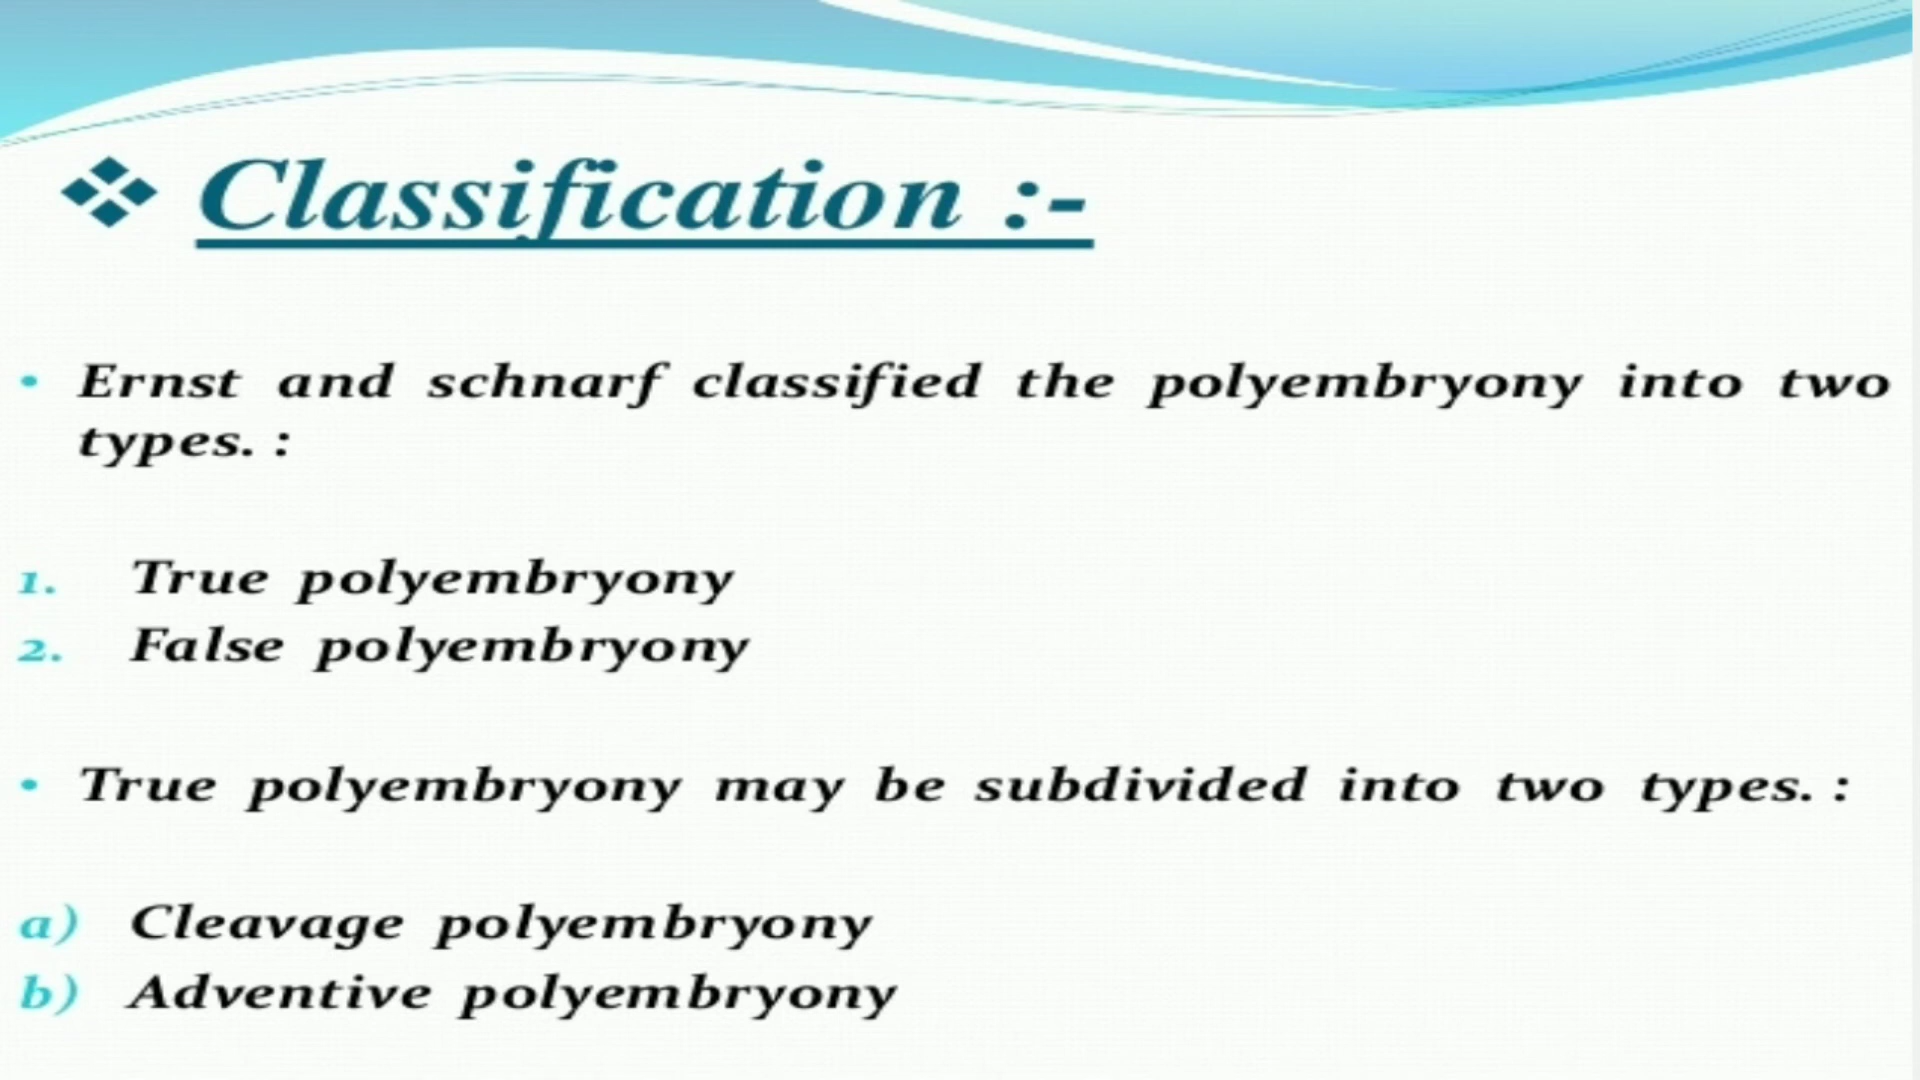 ❖ Classification :-
• Ernst and schnarf classified the polyembryony into two
types. :
1. True polyembryony
2. False polyembryony
• True polyembryony may be subdivided into two types. :
a) Cleavage polyembryony
b) Adventive polyembryony